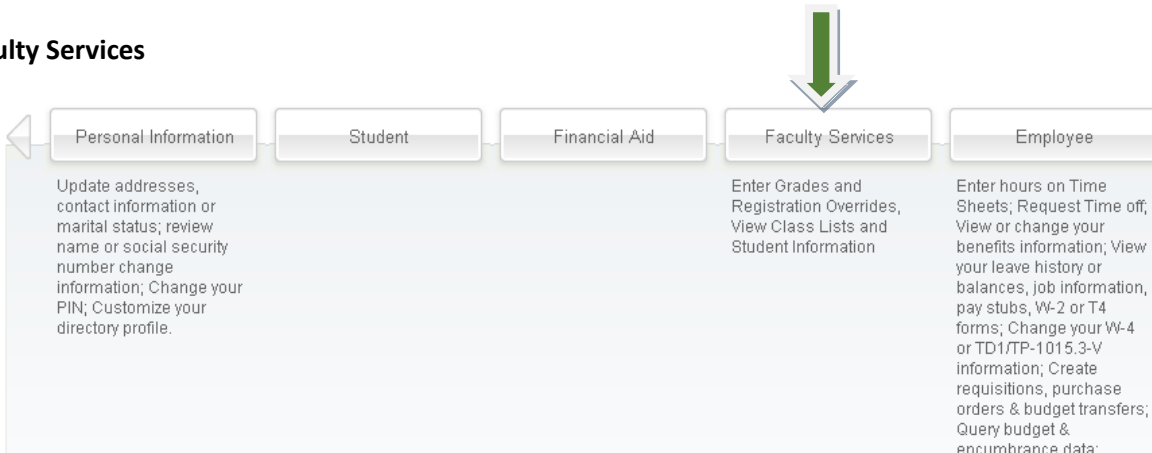 ulty Services
Personal Information
Student
Financial Aid
Faculty Services
Employee
Update addresses,
contact information or
marital status; review
name or social security
number change
information; Change your
PIN; Customize your
directory profile.
Enter Grades and
Registration Overrides,
View Class Lists and
Student Information
Enter hours on Time
Sheets; Request Time off;
View or change your
benefits information; View
your leave history or
balances, job information,
pay stubs, W-2 or T4
forms; Change your W-4
or TD1/TP-1015.3-V
information; Create
requisitions, purchase
orders & budget transfers;
Query budget &
encumbrance data;